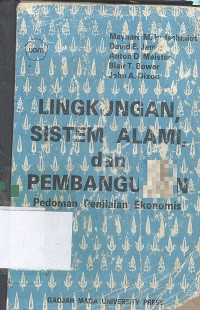 UGM
David E. James
Anton D. Meister
Blair T. Bower
John A. Dixon
LINGKUNGAN,
SISTEM ALAMI,
dan
Pedoman Penilaian Ekonomis
GADJAH MADA UNIVERSITY PRESS